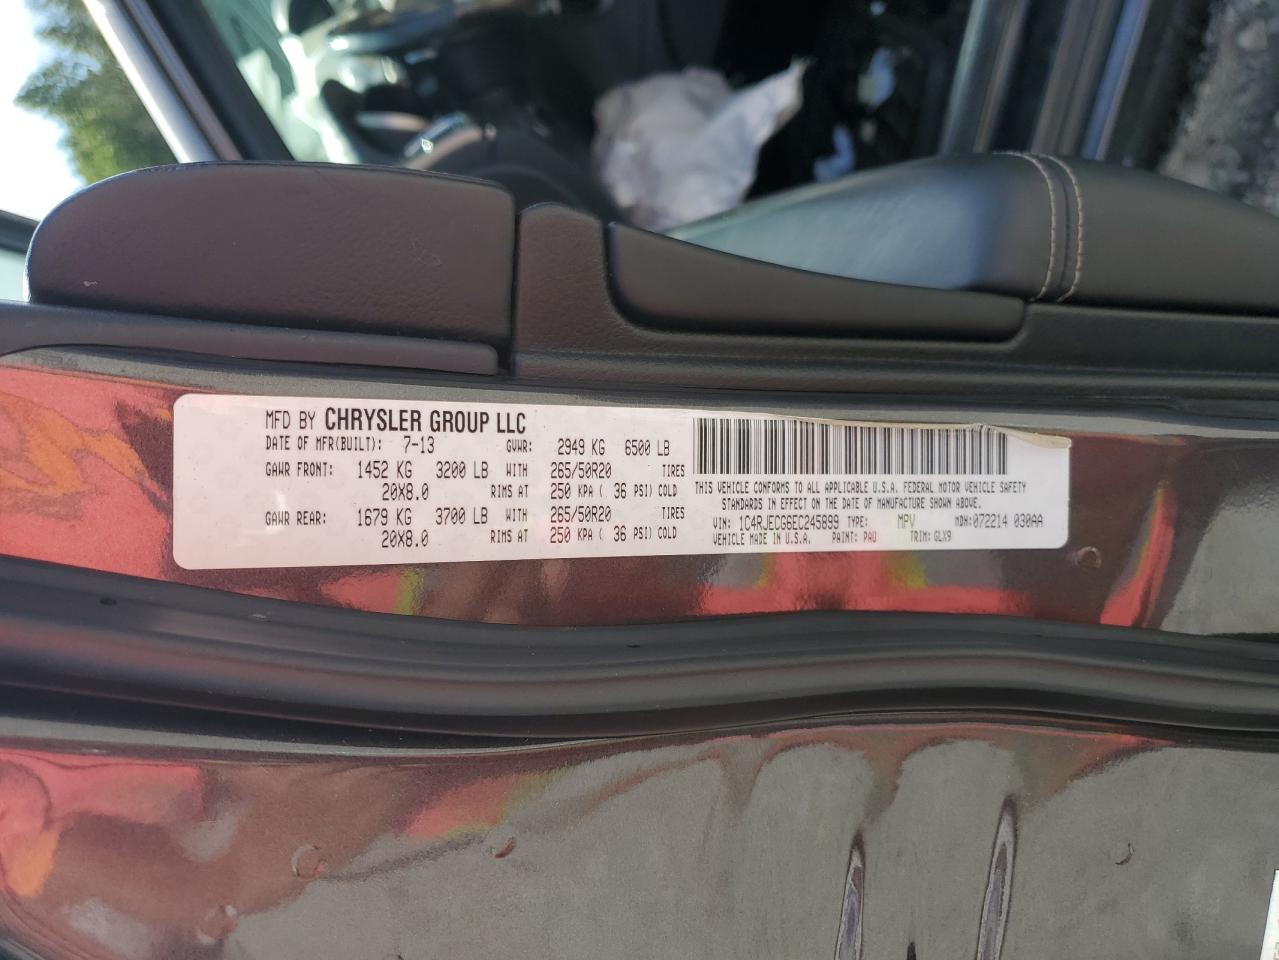 MFD BY CHRYSLER GROUP LLC
DATE OF MFR(BUILT): 7-13 GVWR: 2949 KG 6500 LB
GAWR FRONT: 1452 KG 3200 LB WITH 265/50R20 TIRES
20X8.0 RIMS AT 250 KPA ( 36 PSI) COLD
GAWR REAR: 1679 KG 3700 LB WITH 265/50R20 TIRES
20X8.0 RIMS AT 250 KPA ( 36 PSI) COLD
THIS VEHICLE CONFORMS TO ALL APPLICABLE U.S.A. FEDERAL MOTOR VEHICLE SAFETY
STANDARDS IN EFFECT ON THE DATE OF MANUFACTURE SHOWN ABOVE.
VIN: 1C4RJECG6EC245899 TYPE: MPV MDH: 072214 030AA
VEHICLE MADE IN U.S.A. PAINT: PAU TRIM: GLX9